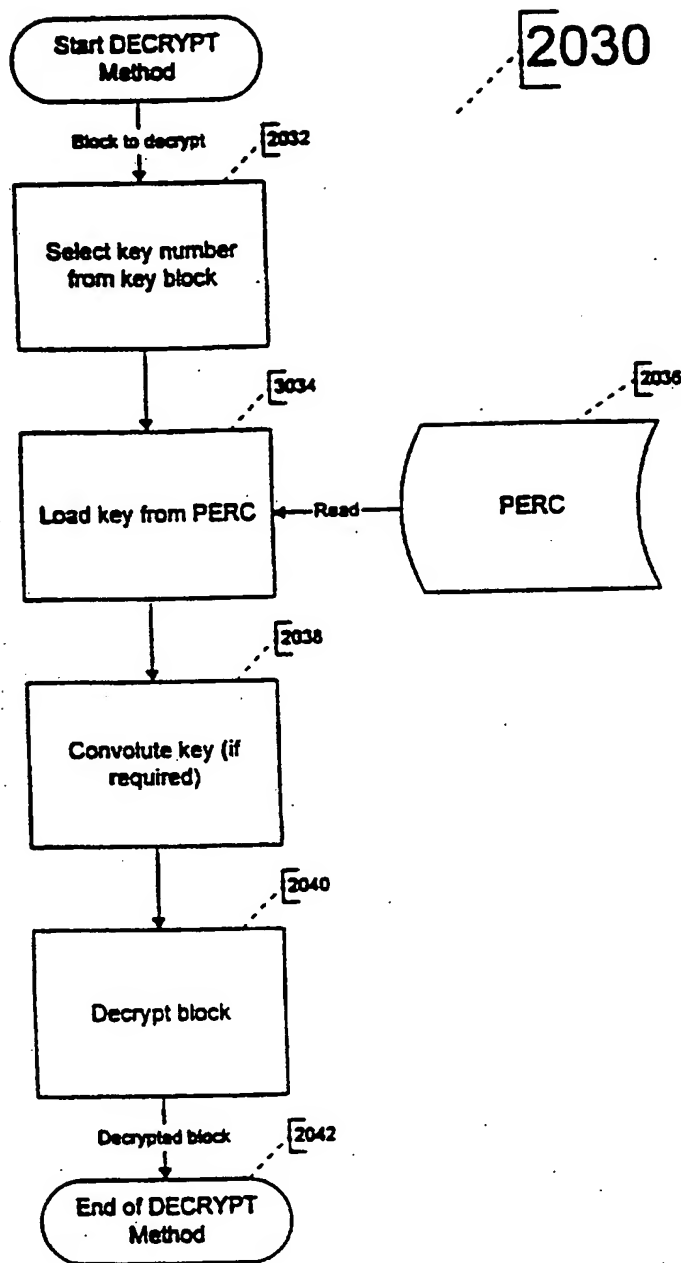 2030
Start DECRYPT
Method
Block to decrypt
2032
Select key number
from key block
3034
Load key from PERC
Read
2036
PERC
2038
Convolute key (if
required)
2040
Decrypt block
Decrypted block
2042
End of DECRYPT
Method